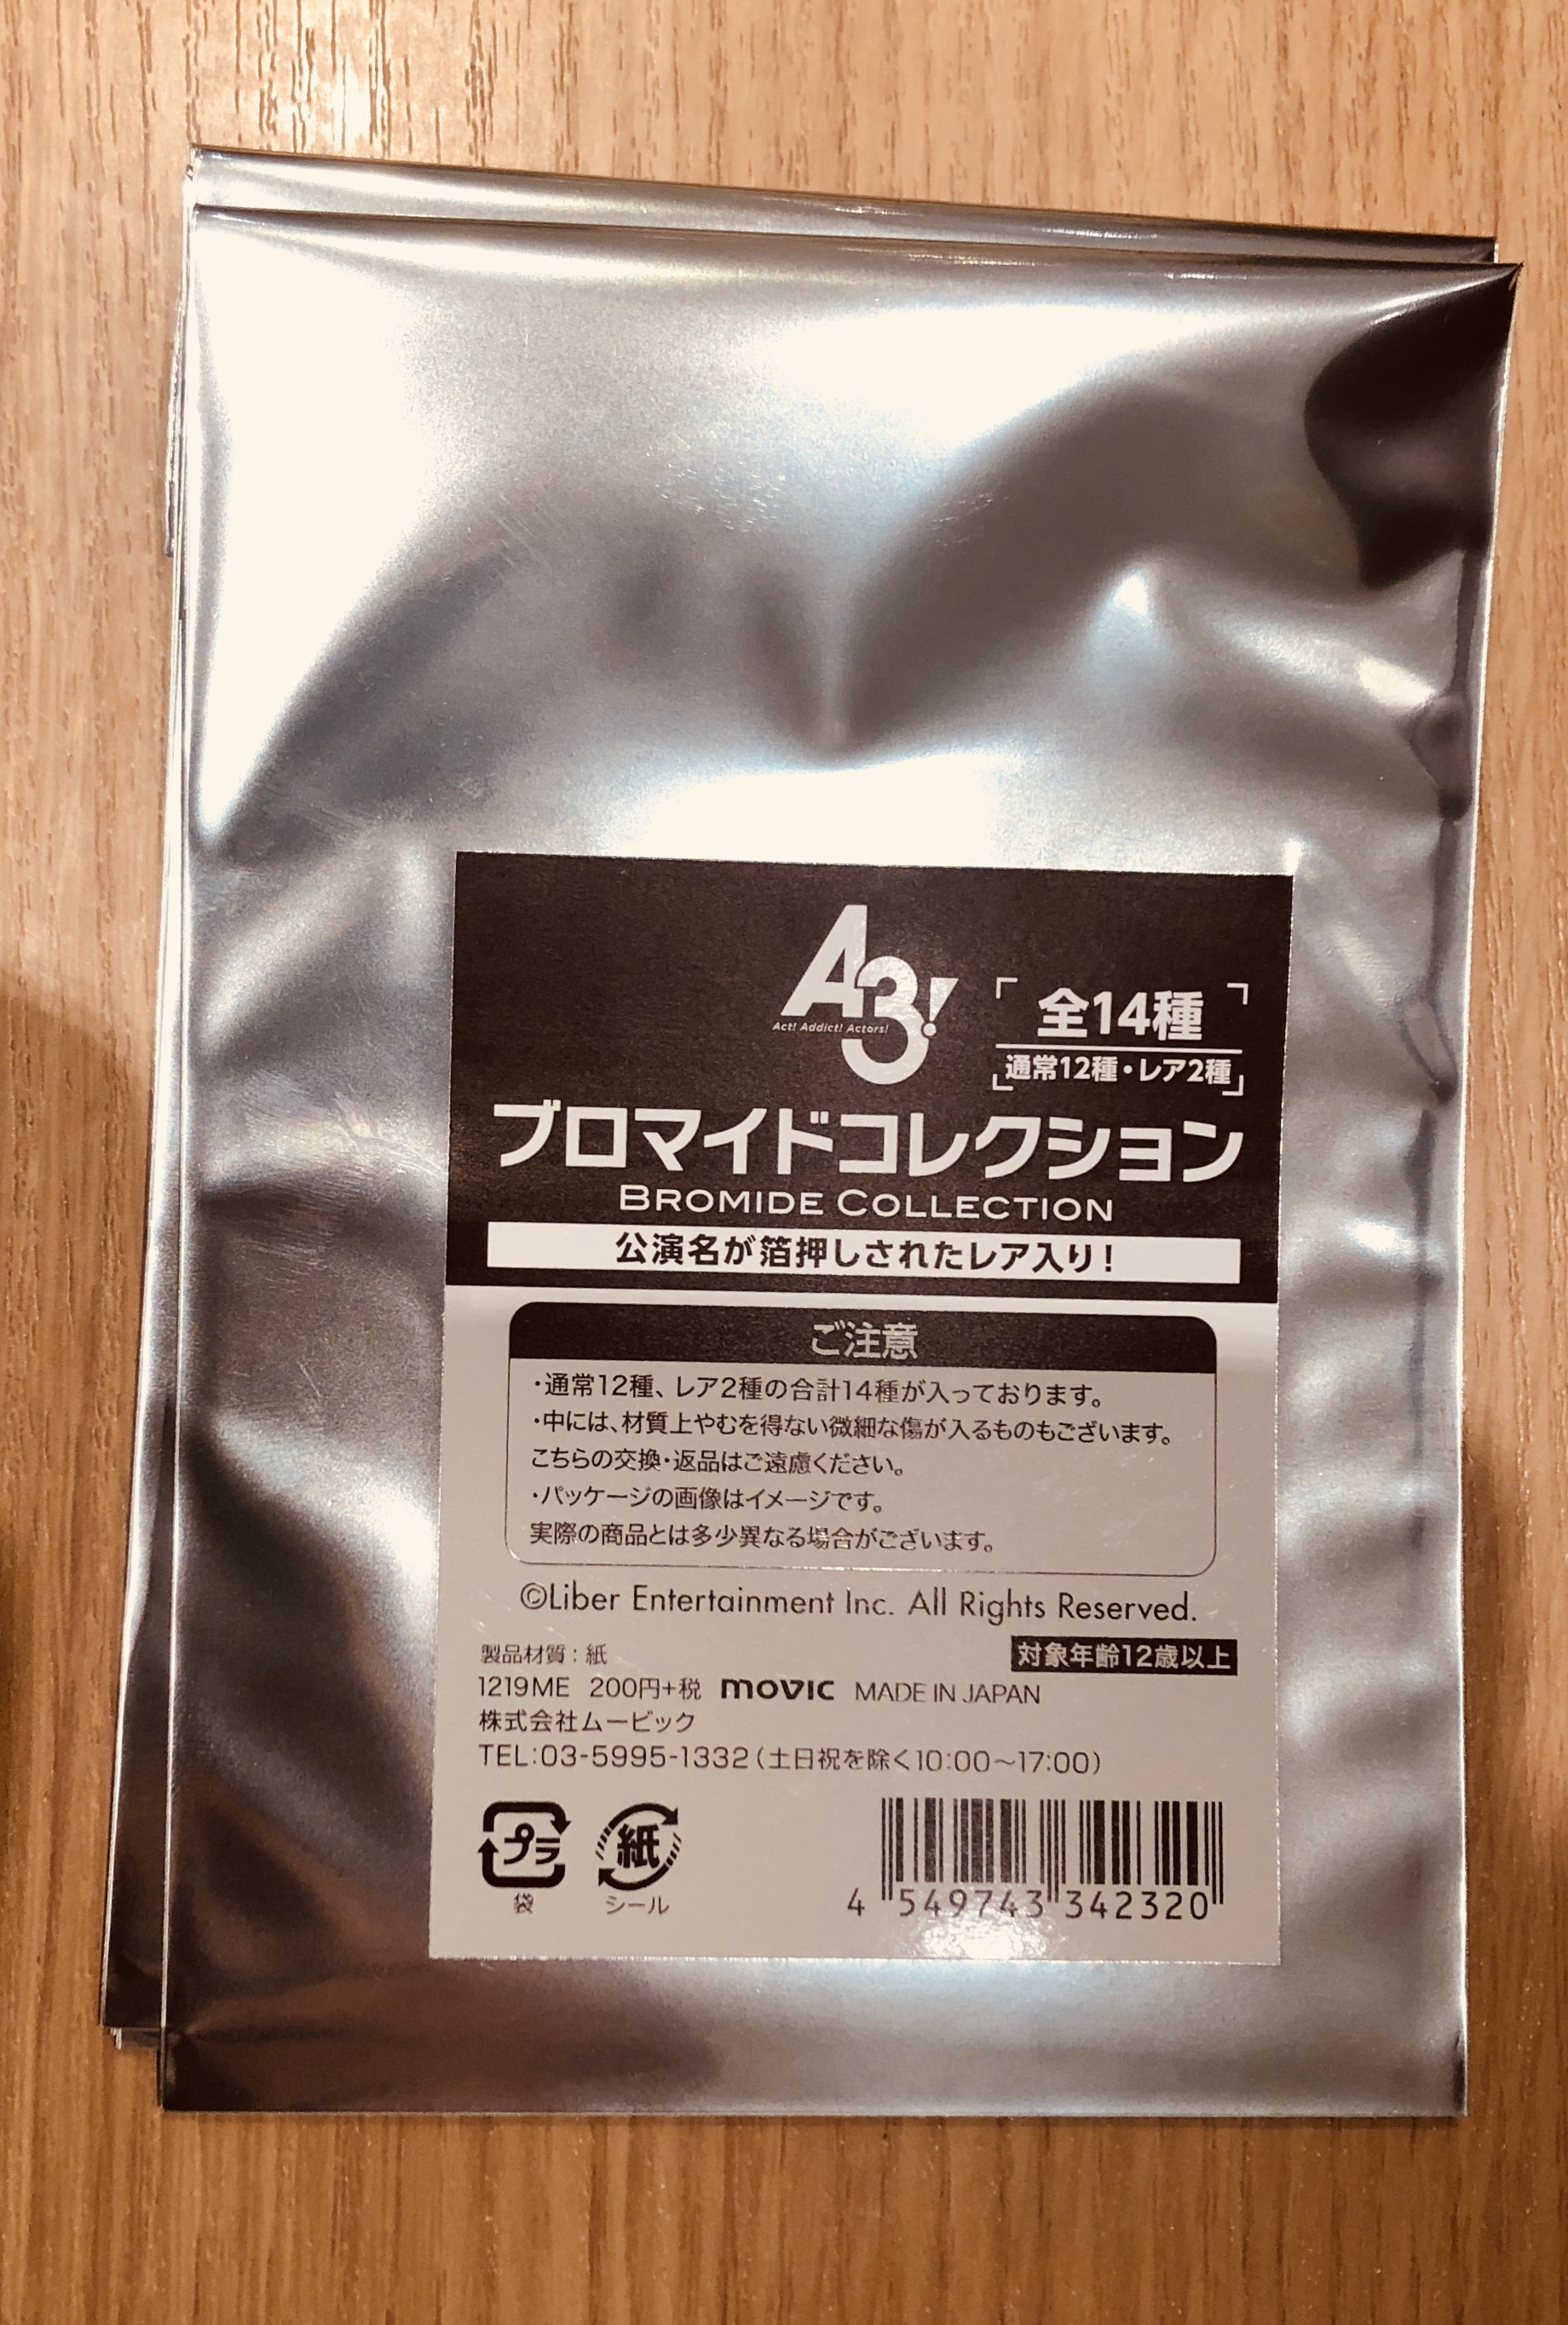 A3!
Act! Addict! Actors!
全14種
通常12種・レア2種
ブロマイドコレクション
BROMIDE COLLECTION
公演名が箔押しされたレア入り!
ご注意
・通常12種、レア2種の合計14種が入っております。
・中には、材質上やむを得ない微細な傷が入るものもございます。
こちらの交換・返品はご遠慮ください。
・パッケージの画像はイメージです。
実際の商品とは多少異なる場合がございます。
©Liber Entertainment Inc. All Rights Reserved.
製品材質:紙
対象年齢12歳以上
1219ME 200円+税 movic MADE IN JAPAN
株式会社ムービック
TEL:03-5995-1332(土日祝を除く10:00~17:00)
プラ
袋
紙
シール
4 549743 342320